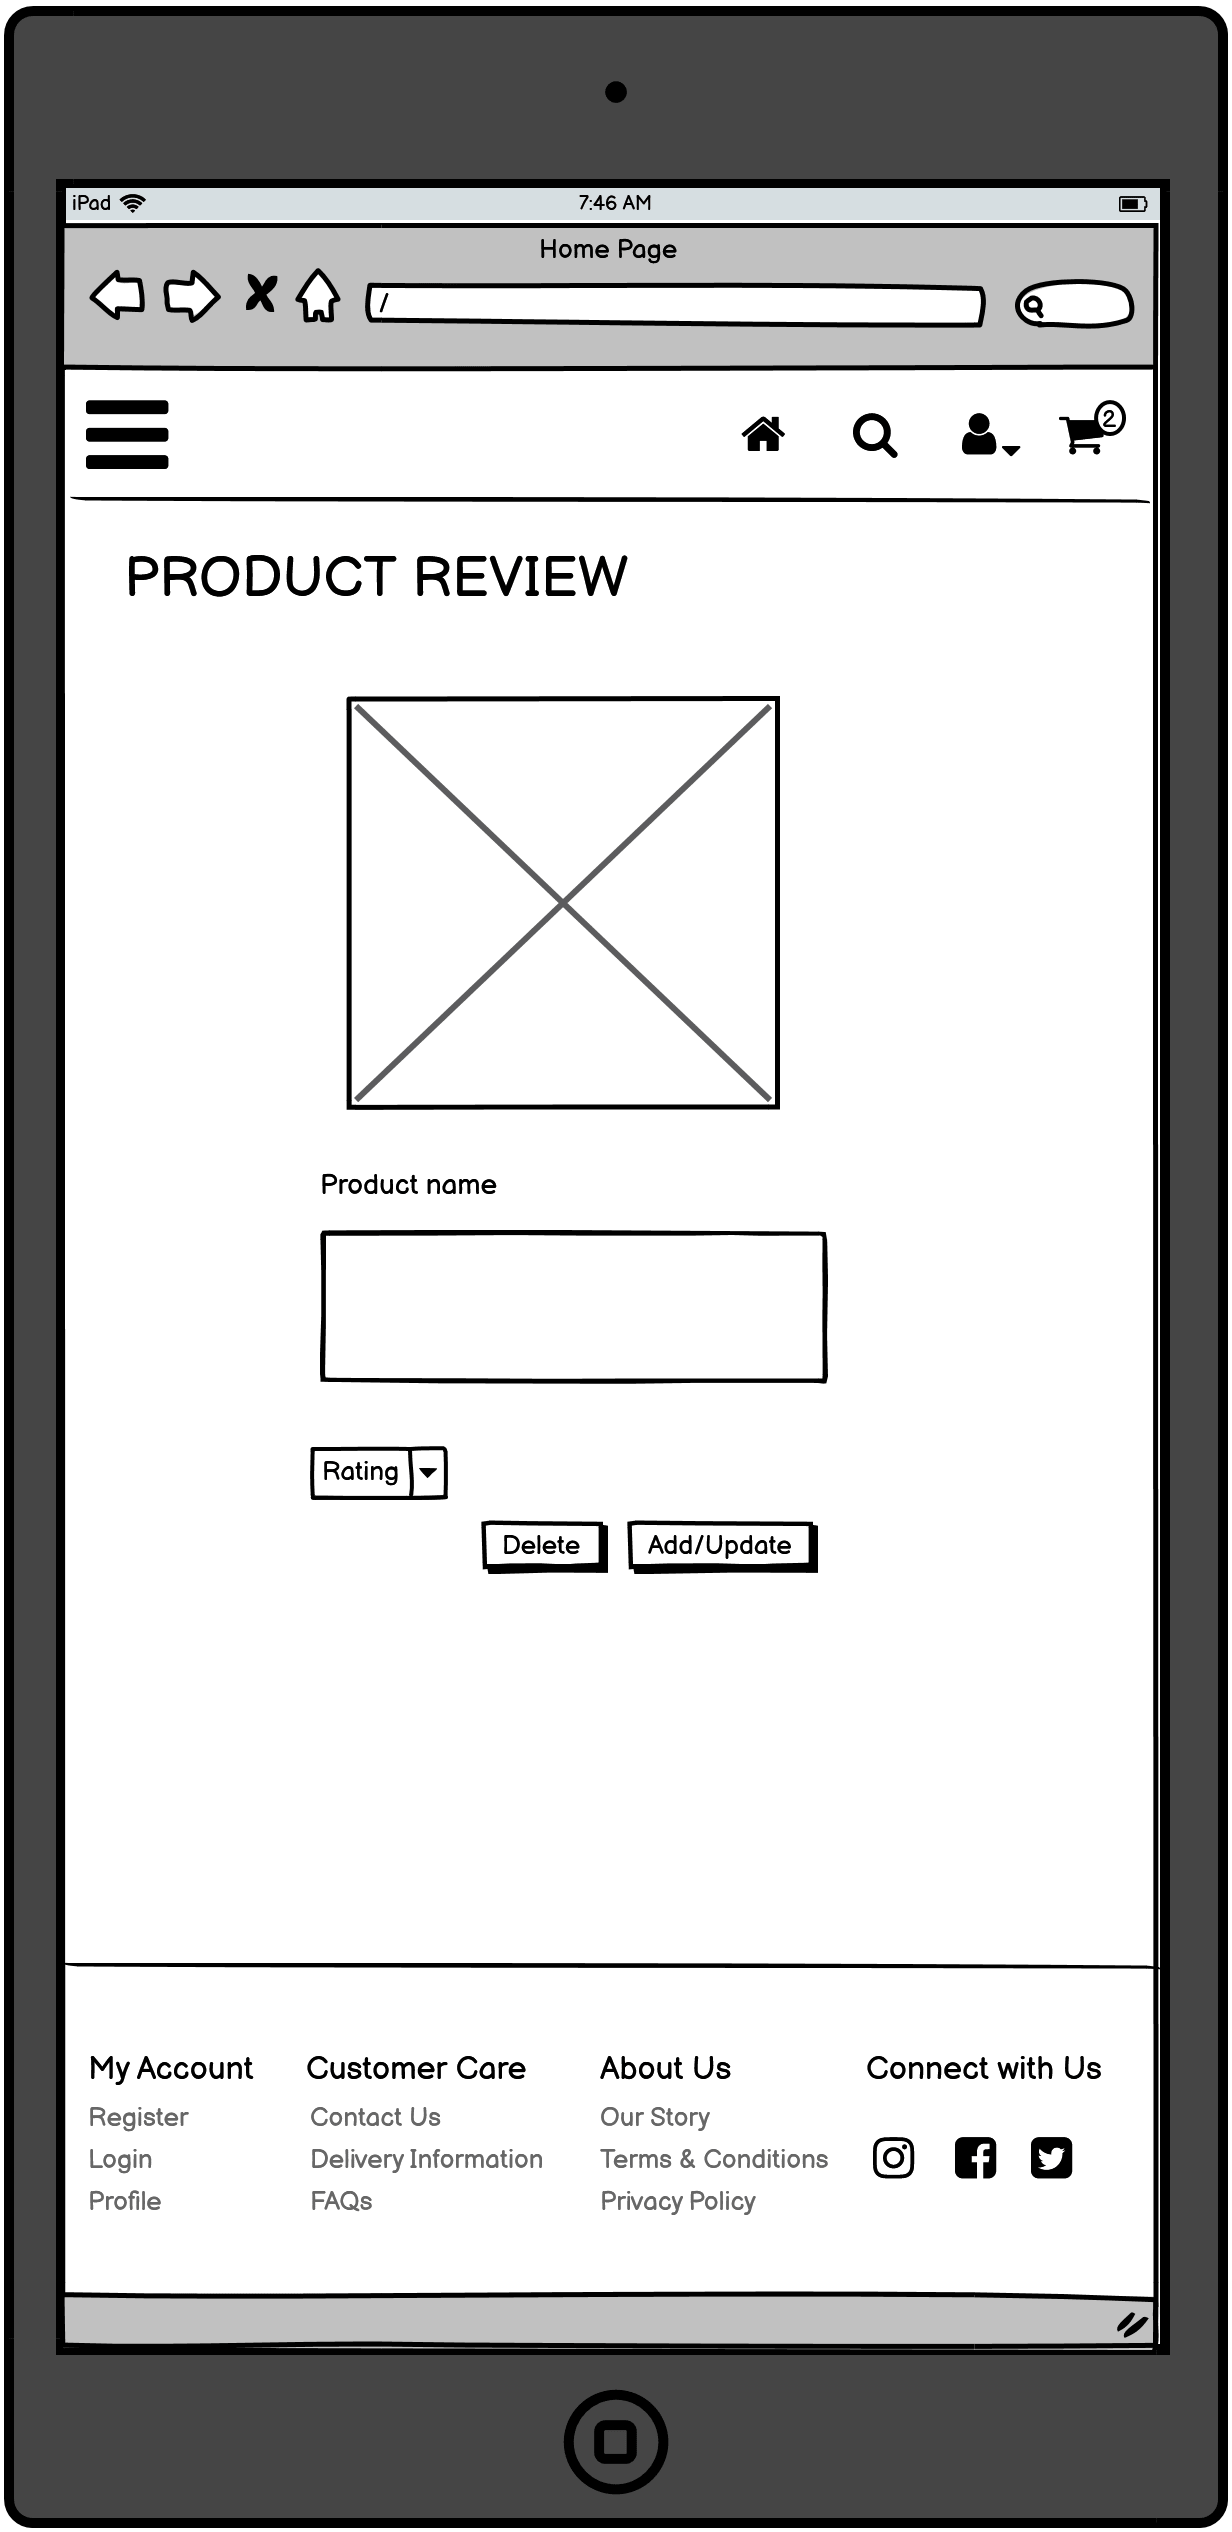 iPad
7:46 AM
Home Page
/
2
PRODUCT REVIEW
Product name
Rating
Delete
Add/Update
My Account
Register
Login
Profile
Customer Care
Contact Us
Delivery Information
FAQs
About Us
Our Story
Terms & Conditions
Privacy Policy
Connect with Us